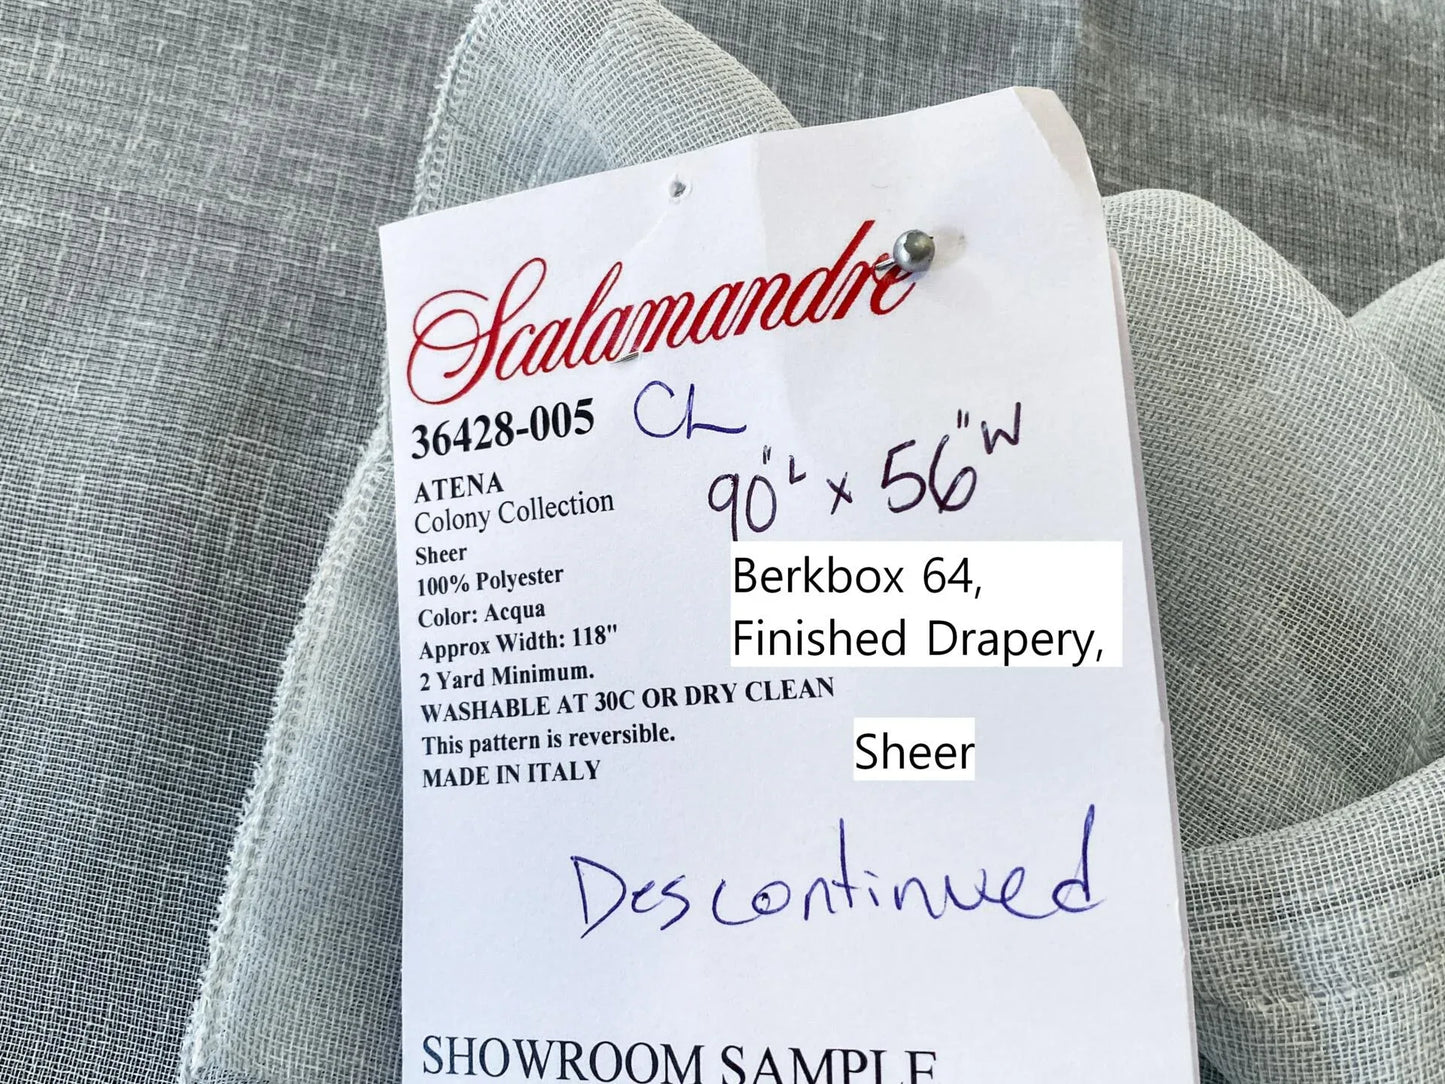 Scalamandré
36428-005 CL
90"L x 56"W
ATENA
Colony Collection
Sheer
100% Polyester
Color: Acqua
Approx Width: 118"
2 Yard Minimum.
WASHABLE AT 30C OR DRY CLEAN
This pattern is reversible.
MADE IN ITALY
Berkbox 64,
Finished Drapery,
Sheer
Descontinued
SHOWROOM SAMPLE